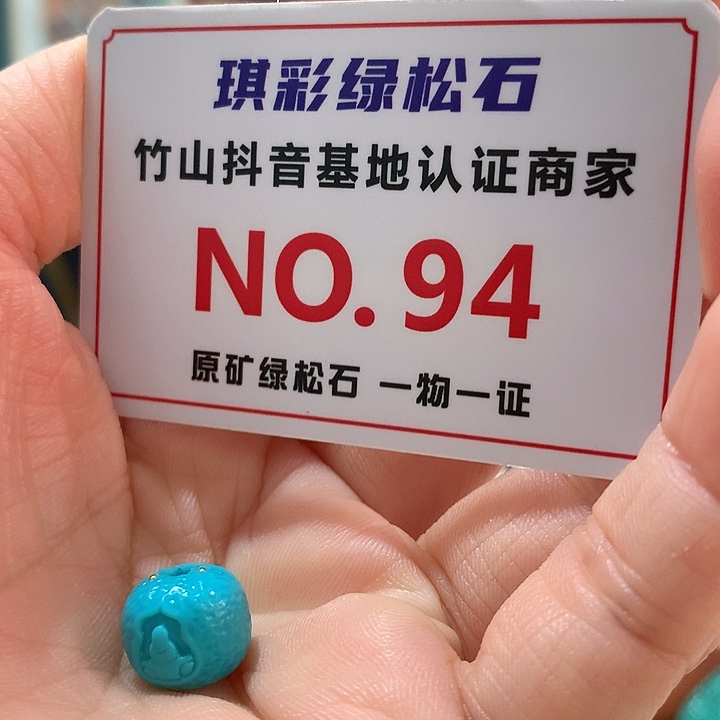 琪彩绿松石
竹山抖音基地认证商家
NO.94
原矿绿松石 一物一证